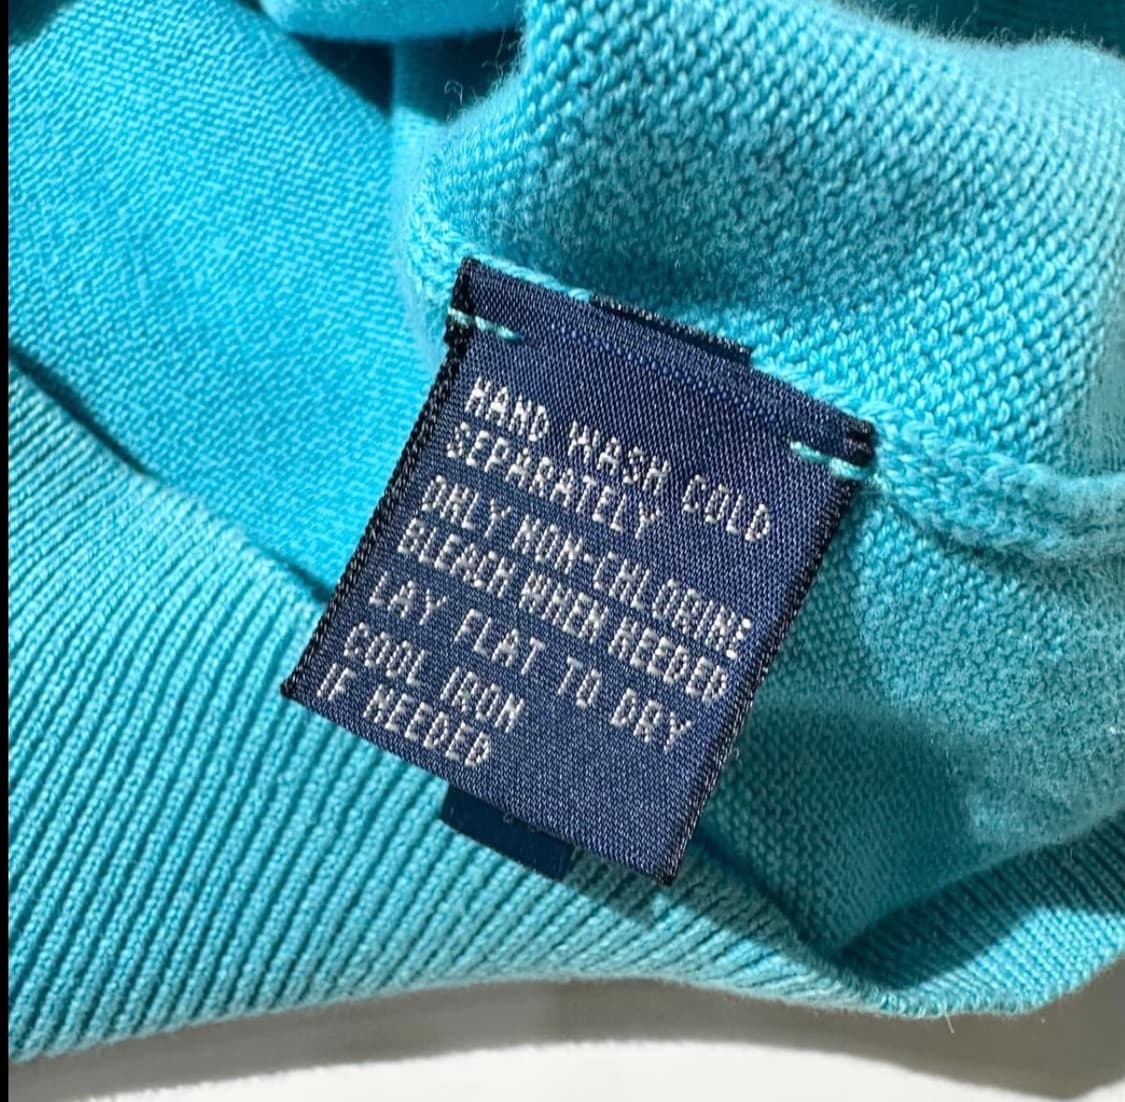 HAND WASH COLD
SEPARATELY
ONLY NON-CHLORINE
BLEACH WHEN NEEDED
LAY FLAT TO DRY
COOL IRON
IF NEEDED